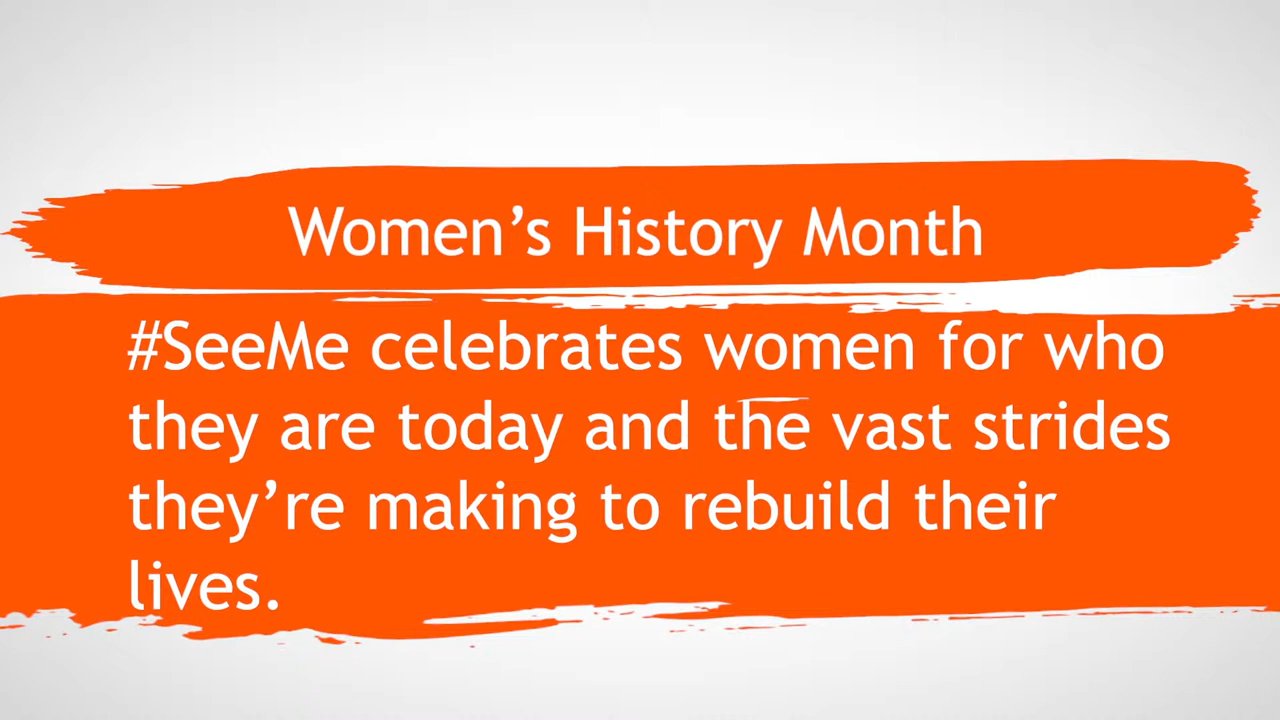 Women’s History Month
#SeeMe celebrates women for who
they are today and the vast strides
they’re making to rebuild their
lives.